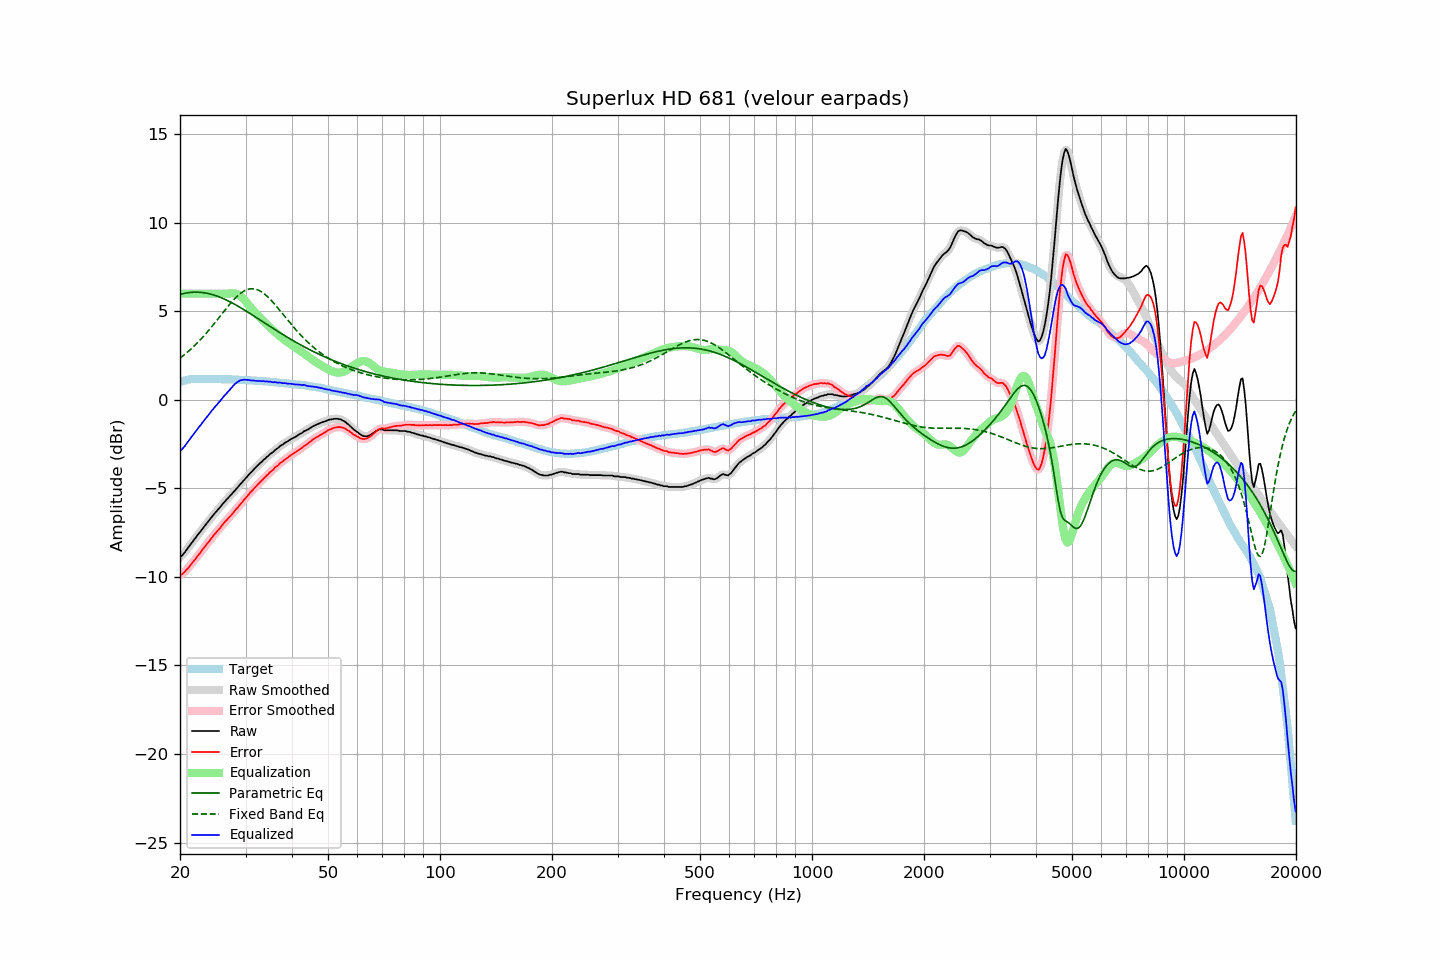 Superlux HD 681 (velour earpads)
Amplitude (dBr)
15
10
5
0
−5
−10
−15
−20
−25
Target
Raw Smoothed
Error Smoothed
Raw
Error
Equalization
Parametric Eq
Fixed Band Eq
Equalized
20 50 100 200 500 1000 2000 5000 10000 20000
Frequency (Hz)